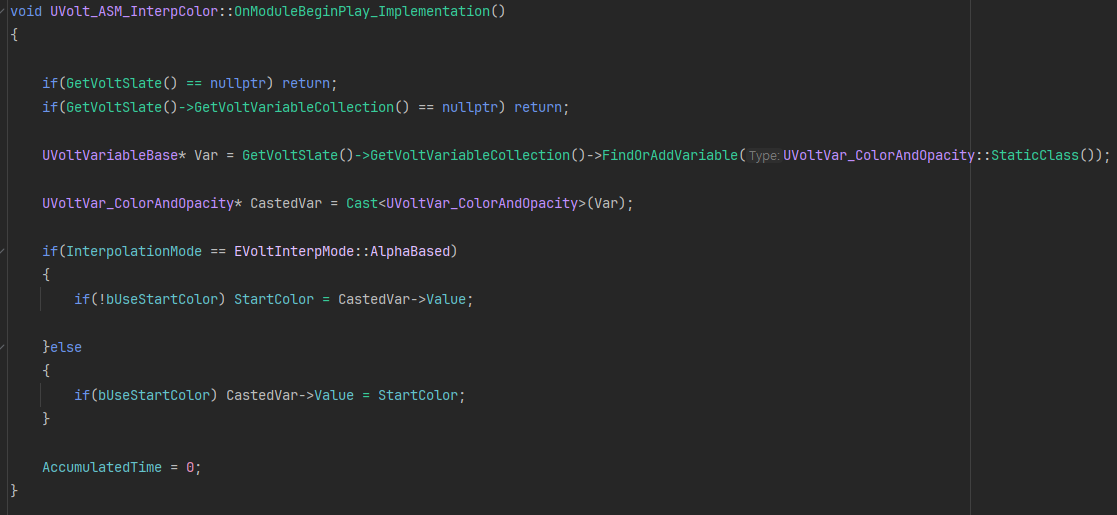 void UVolt_ASM_InterpColor::OnModuleBeginPlay_Implementation()
{
if(GetVoltSlate() == nullptr) return;
if(GetVoltSlate()->GetVoltVariableCollection() == nullptr) return;
UVoltVariableBase* Var = GetVoltSlate()->GetVoltVariableCollection()->FindOrAddVariable( Type: UVoltVar_ColorAndOpacity::StaticClass());
UVoltVar_ColorAndOpacity* CastedVar = Cast<UVoltVar_ColorAndOpacity>(Var);
if(InterpolationMode == EVoltInterpMode::AlphaBased)
{
if(!bUseStartColor) StartColor = CastedVar->Value;
}else
{
if(bUseStartColor) CastedVar->Value = StartColor;
}
AccumulatedTime = 0;
}